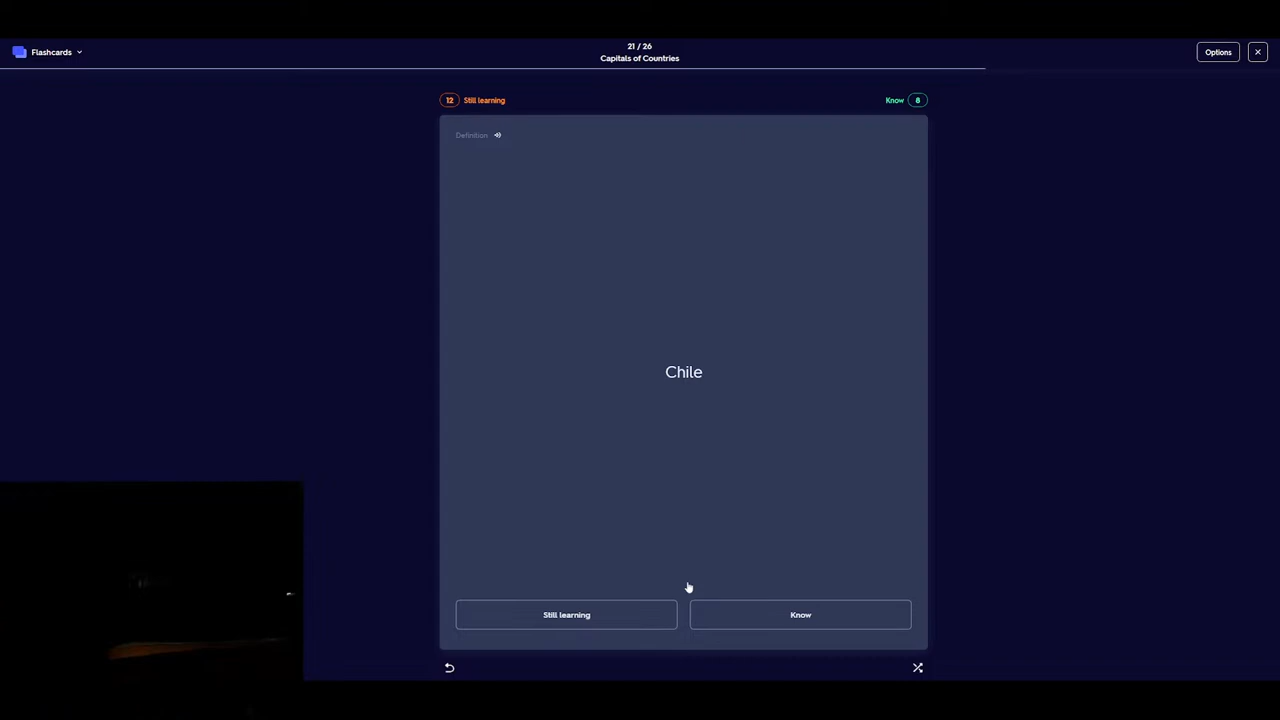 Flashcards
21 / 26
Capitals of Countries
Options
12 Still learning
Know 8
Definition
Chile
Still learning
Know